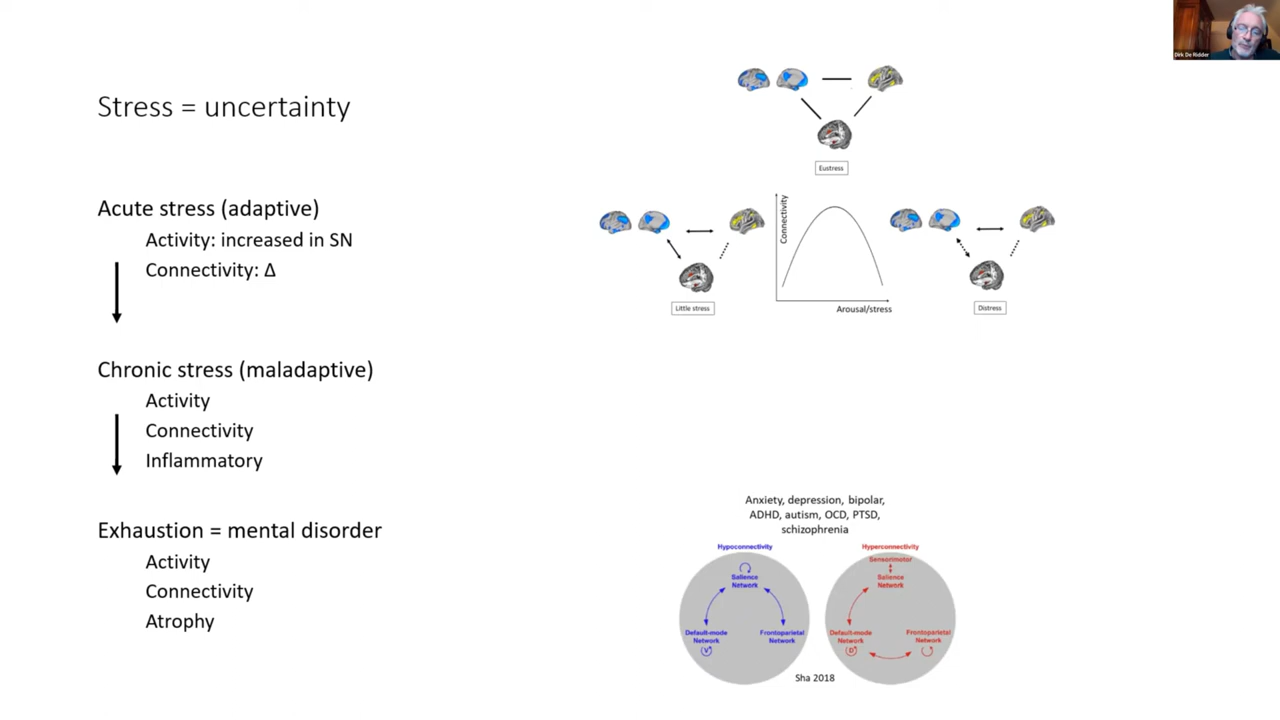 Dirk De Ridder
Stress = uncertainty
Acute stress (adaptive)
Activity: increased in SN
Connectivity: Δ
Chronic stress (maladaptive)
Activity
Connectivity
Inflammatory
Exhaustion = mental disorder
Activity
Connectivity
Atrophy
Eustress
Connectivity
Arousal/stress
Little stress
Distress
Anxiety, depression, bipolar,
ADHD, autism, OCD, PTSD,
schizophrenia
Hypoconnectivity
Salience
Network
Default-mode
Network
V
Frontoparietal
Network
Hyperconnectivity
Sensorimotor
Salience
Network
Default-mode
Network
D
Frontoparietal
Network
Sha 2018